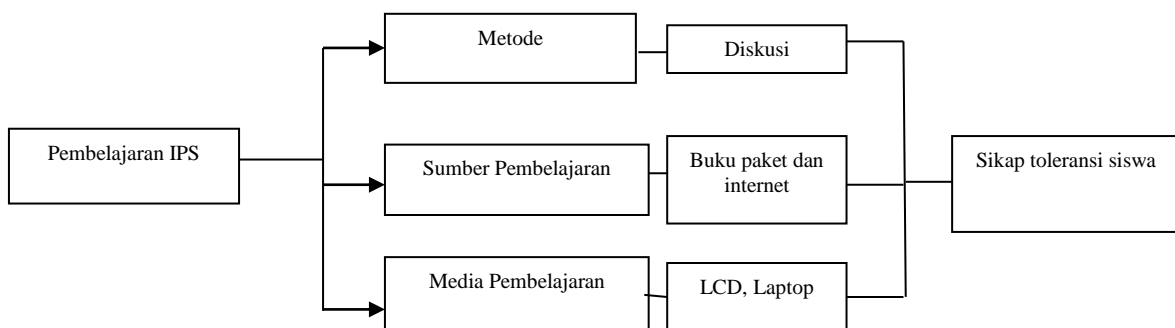 Metode
Diskusi
Pembelajaran IPS
Sumber Pembelajaran
Buku paket dan
internet
Sikap toleransi siswa
Media Pembelajaran
LCD, Laptop